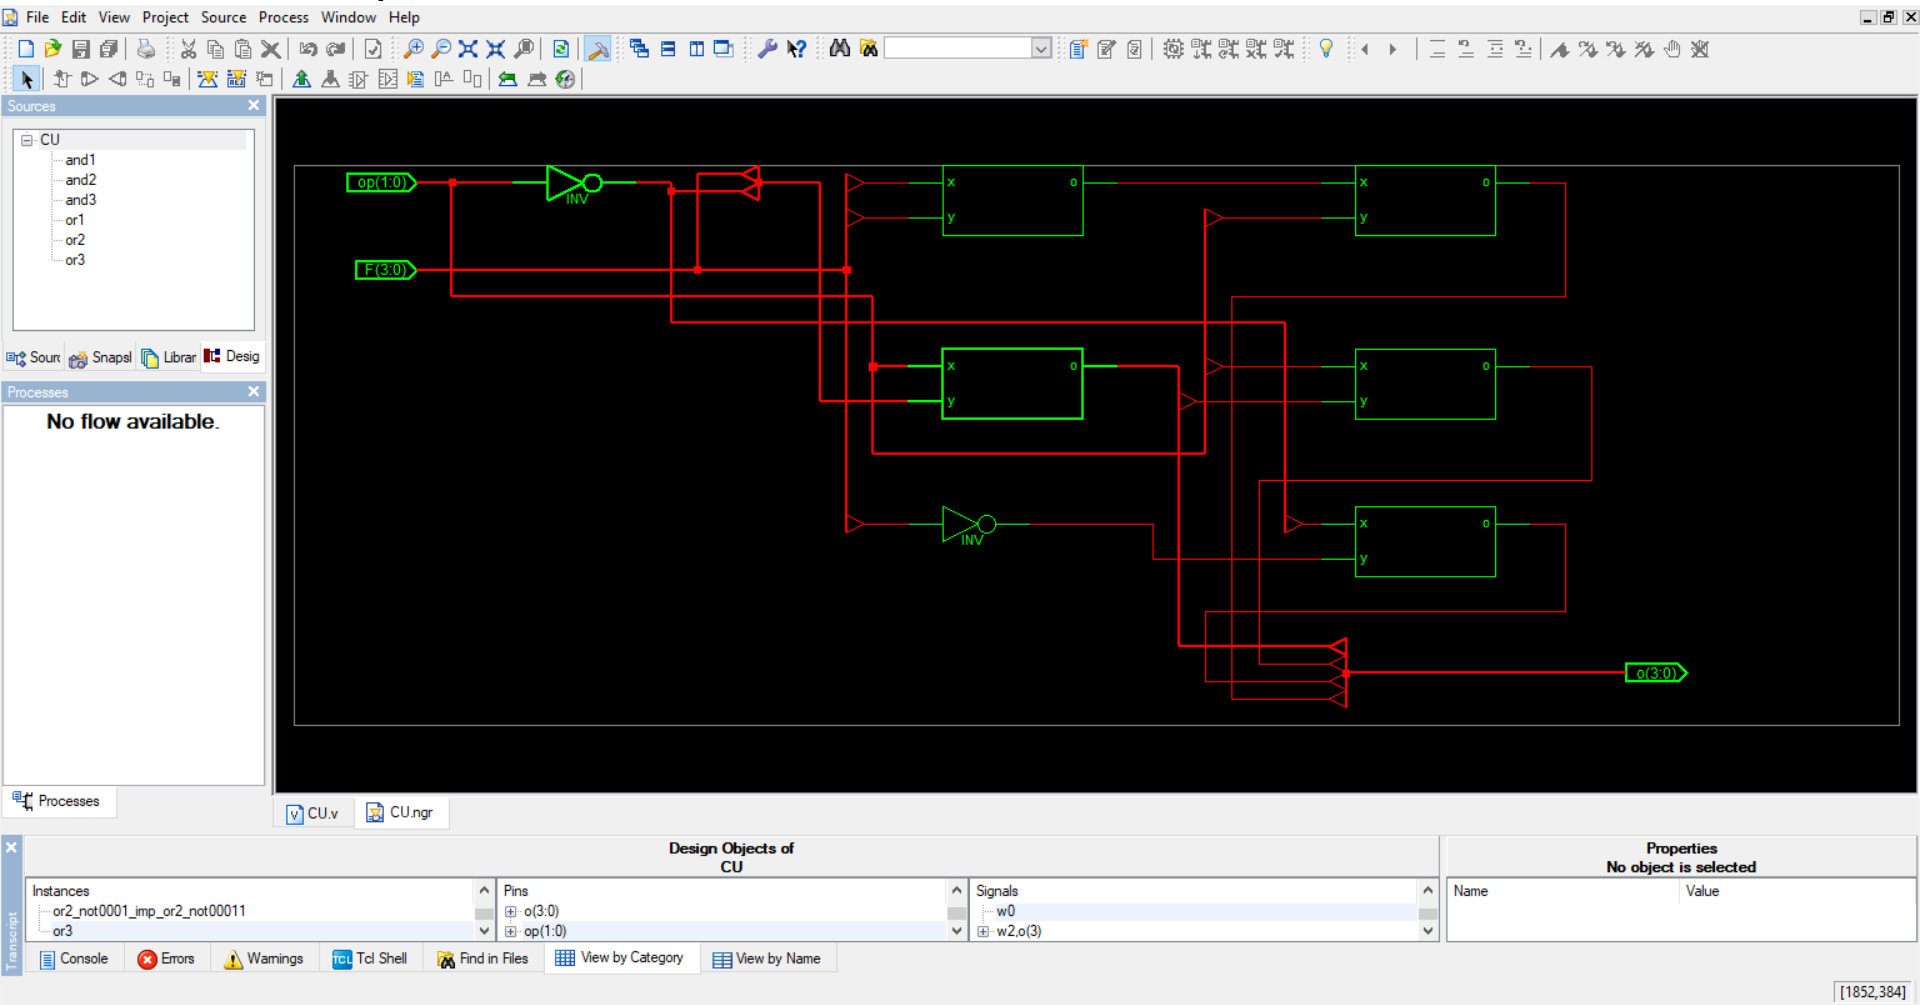 File Edit View Project Source Process Window Help
Sources
CU
and1
and2
and3
or1
or2
or3
Sourc Snapsl Librar Desig
Processes
No flow available.
Processes
op(1:0)
INV
F(3:0)
x o
y
x o
y
x o
y
x o
y
INV
x o
y
o(3:0)
CU.v CU.ngr
Transcript
Design Objects of
CU
Instances
or2_not0001_imp_or2_not00011
or3
Pins
o(3:0)
op(1:0)
Signals
w0
w2,o(3)
Properties
No object is selected
Name Value
Console Errors Warnings TCL Tcl Shell Find in Files View by Category View by Name
[1852,384]